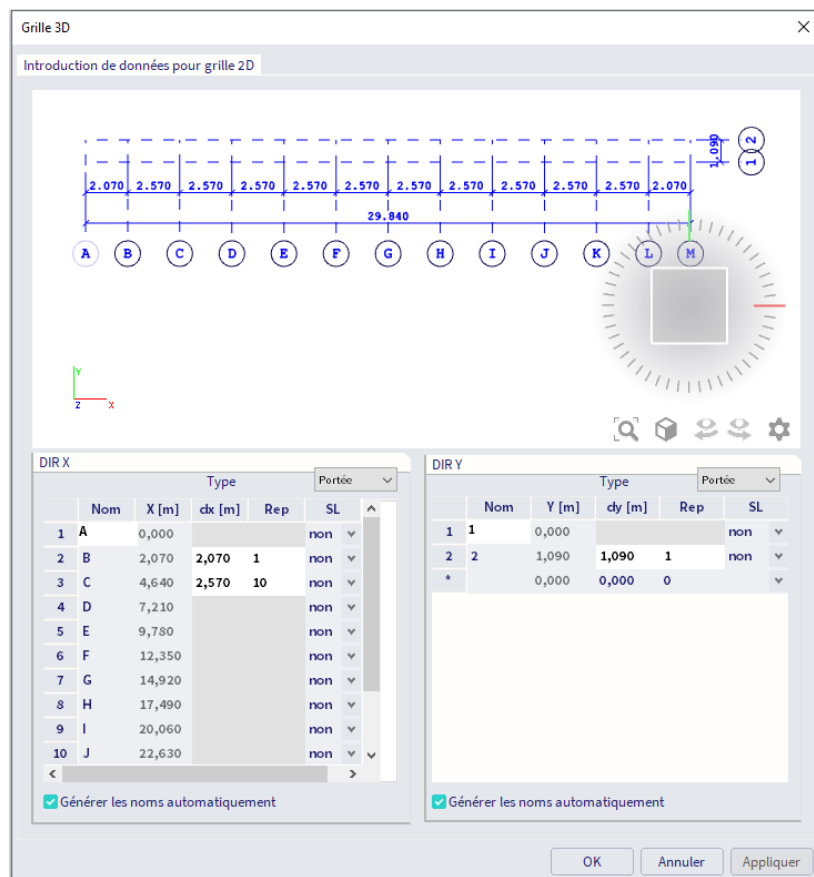 Grille 3D
Introduction de données pour grille 2D
1.090
2
1
2.070 2.570 2.570 2.570 2.570 2.570 2.570 2.570 2.570 2.570 2.570 2.070
29.840
A B C D E F G H I J K L M
Y
Z X
DIR X
Type Portée
Nom X [m] dx [m] Rep SL
1 A 0,000 non
2 B 2,070 2,070 1 non
3 C 4,640 2,570 10 non
4 D 7,210 non
5 E 9,780 non
6 F 12,350 non
7 G 14,920 non
8 H 17,490 non
9 I 20,060 non
10 J 22,630 non
Générer les noms automatiquement
DIR Y
Type Portée
Nom Y [m] dy [m] Rep SL
1 1 0,000 non
2 2 1,090 1,090 1 non
* 0,000 0,000 0
Générer les noms automatiquement
OK Annuler Appliquer